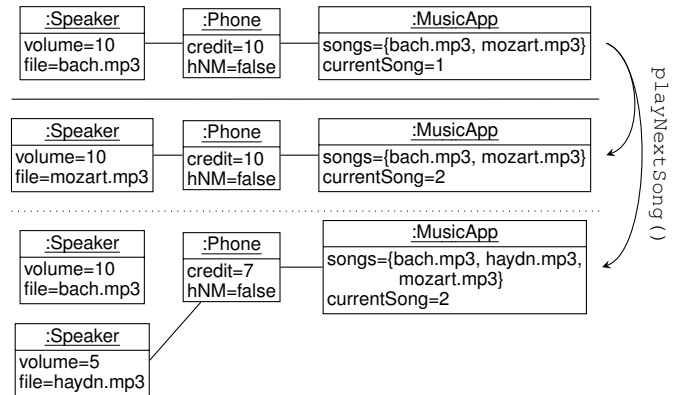 :Speaker
volume=10
file=bach.mp3
:Phone
credit=10
hNM=false
:MusicApp
songs={bach.mp3, mozart.mp3}
currentSong=1
:Speaker
volume=10
file=mozart.mp3
:Phone
credit=10
hNM=false
:MusicApp
songs={bach.mp3, mozart.mp3}
currentSong=2
:Speaker
volume=10
file=bach.mp3
:Phone
credit=7
hNM=false
:MusicApp
songs={bach.mp3, haydn.mp3,
mozart.mp3}
currentSong=2
:Speaker
volume=5
file=haydn.mp3
playNextSong()